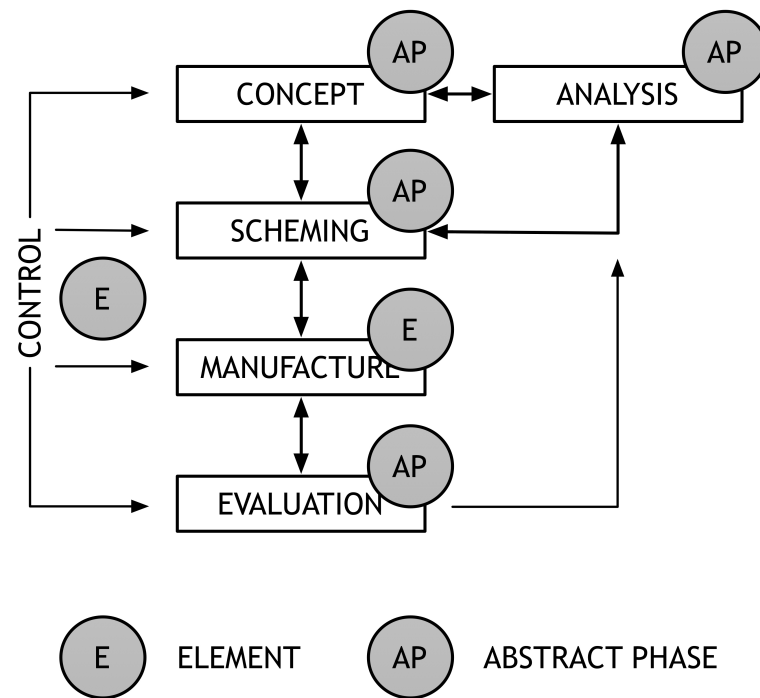 AP
AP
CONCEPT
ANALYSIS
AP
SCHEMING
CONTROL
E
E
MANUFACTURE
AP
EVALUATION
E ELEMENT AP ABSTRACT PHASE